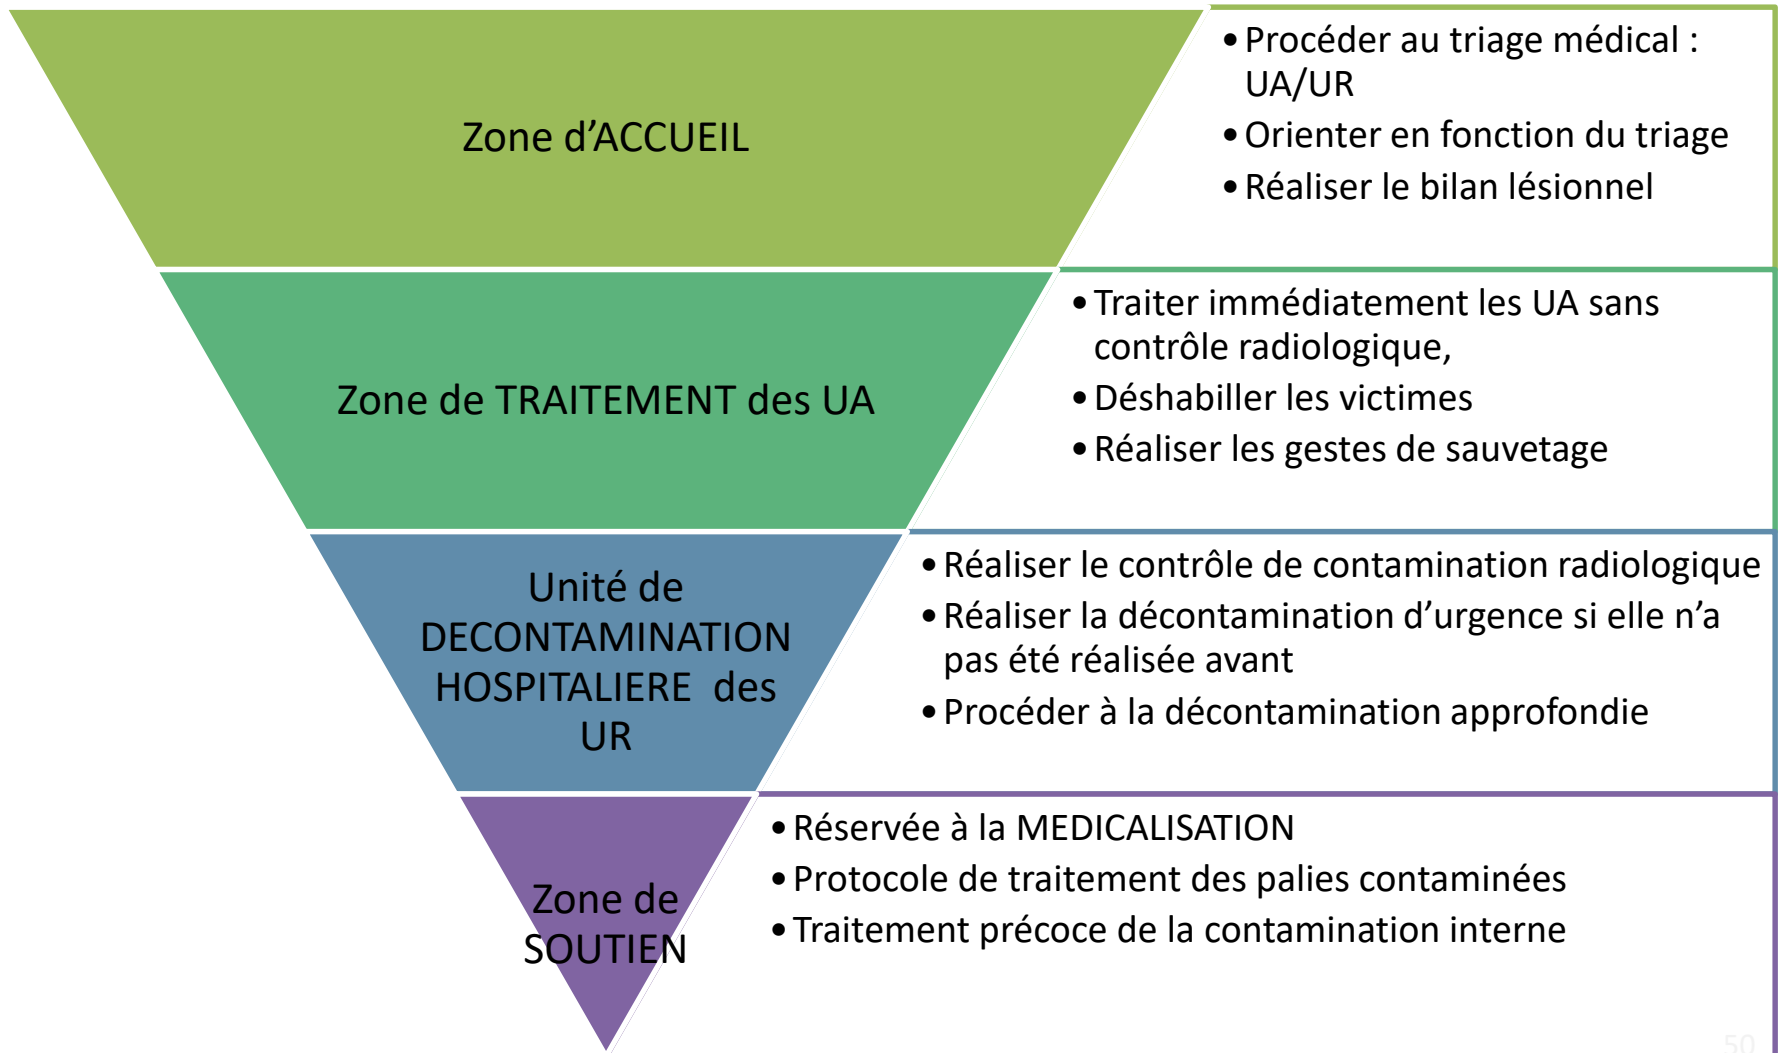 Zone d’ACCUEIL
•Procéder au triage médical :
UA/UR
•Orienter en fonction du triage
•Réaliser le bilan lésionnel
Zone de TRAITEMENT des UA
•Traiter immédiatement les UA sans
contrôle radiologique,
•Déshabiller les victimes
•Réaliser les gestes de sauvetage
Unité de
DECONTAMINATION
HOSPITALIERE des
UR
•Réaliser le contrôle de contamination radiologique
•Réaliser la décontamination d’urgence si elle n’a
pas été réalisée avant
•Procéder à la décontamination approfondie
Zone de
SOUTIEN
•Réservée à la MEDICALISATION
•Protocole de traitement des palies contaminées
•Traitement précoce de la contamination interne
50